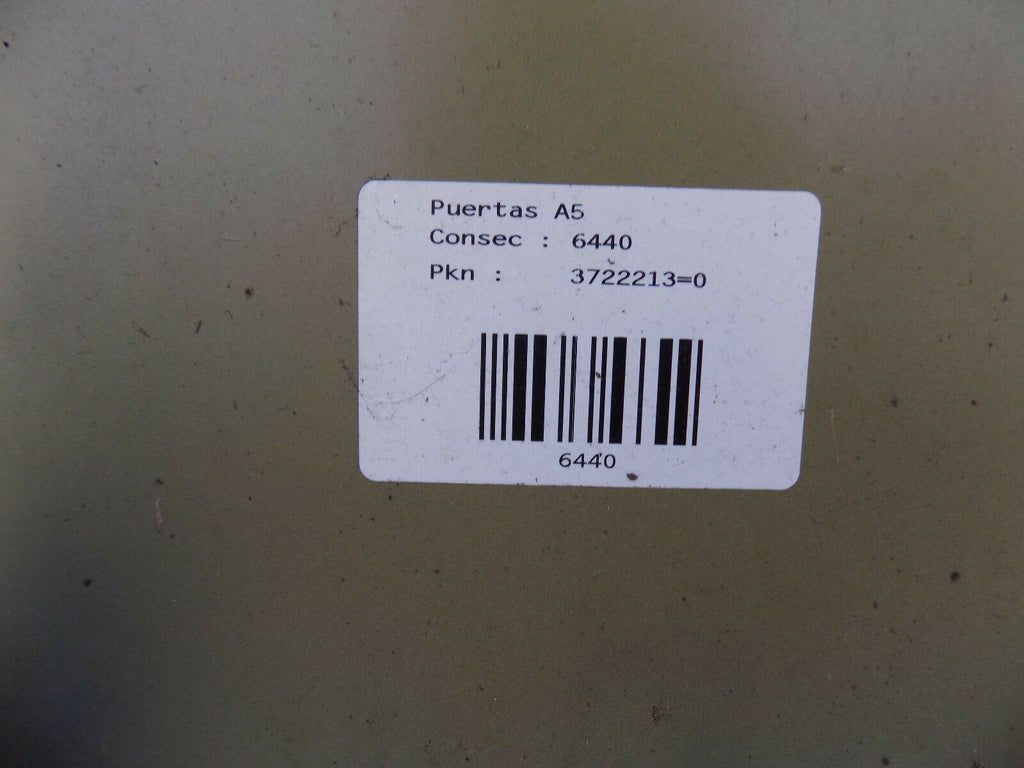 Puertas A5
Consec : 6440
Pkn : 3722213=0
6440